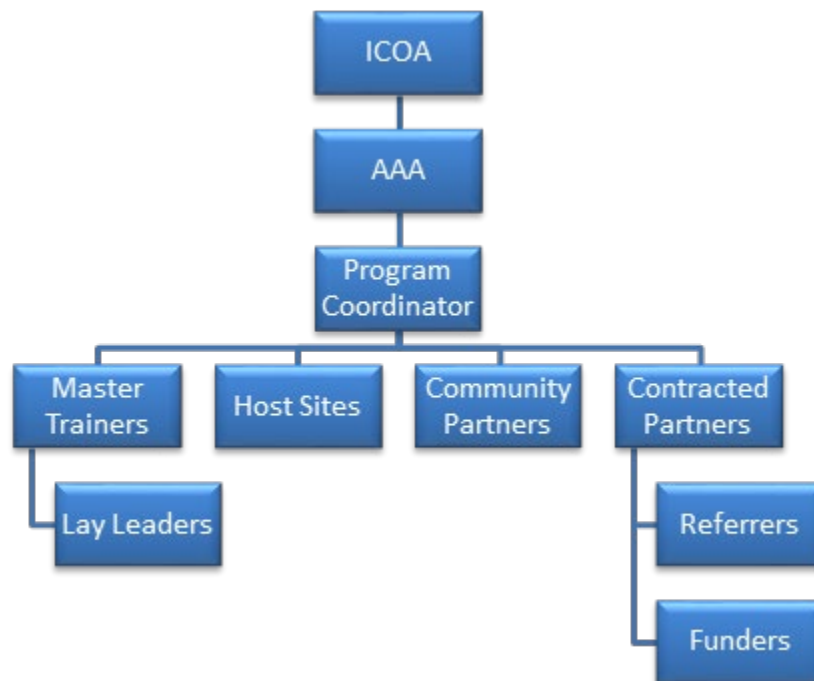 ICOA
AAA
Program
Coordinator
Master
Trainers
Host Sites
Community
Partners
Contracted
Partners
Lay Leaders
Referrers
Funders